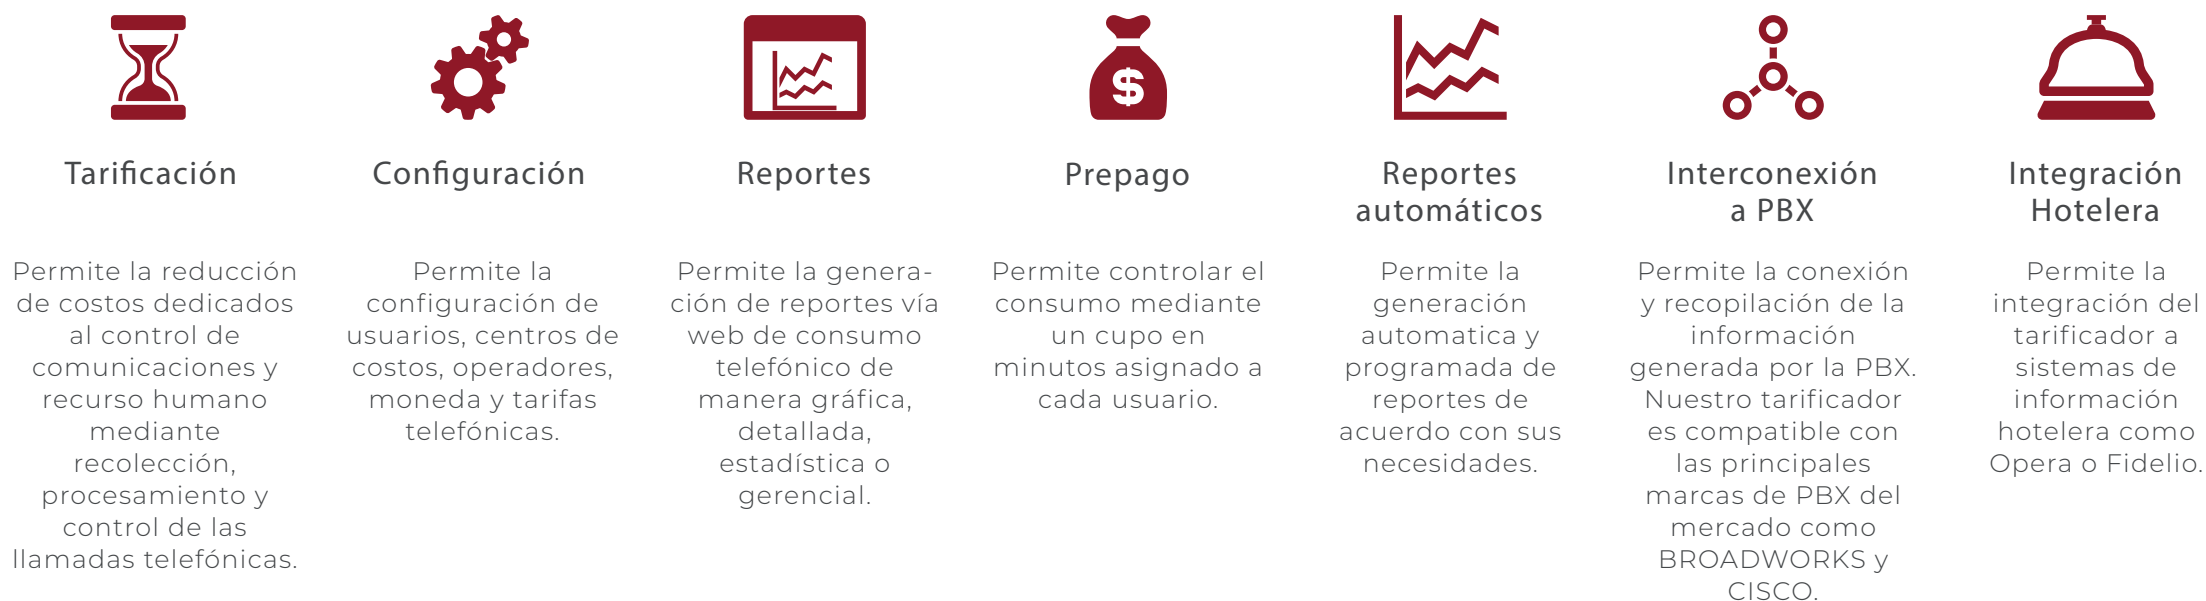 Tarificación
Permite la reducción
de costos dedicados
al control de
comunicaciones y
recurso humano
mediante
recolección,
procesamiento y
control de las
llamadas telefónicas.
Configuración
Permite la
configuración de
usuarios, centros de
costos, operadores,
moneda y tarifas
telefónicas.
Reportes
Permite la genera-
ción de reportes vía
web de consumo
telefónico de
manera gráfica,
detallada,
estadística o
gerencial.
$
Prepago
Permite controlar el
consumo mediante
un cupo en
minutos asignado a
cada usuario.
Reportes
automáticos
Permite la
generación
automatica y
programada de
reportes de
acuerdo con sus
necesidades.
Interconexión
a PBX
Permite la conexión
y recopilación de la
información
generada por la PBX.
Nuestro tarificador
es compatible con
las principales
marcas de PBX del
mercado como
BROADWORKS y
CISCO.
Integración
Hotelera
Permite la
integración del
tarificador a
sistemas de
información
hotelera como
Opera o Fidelio.